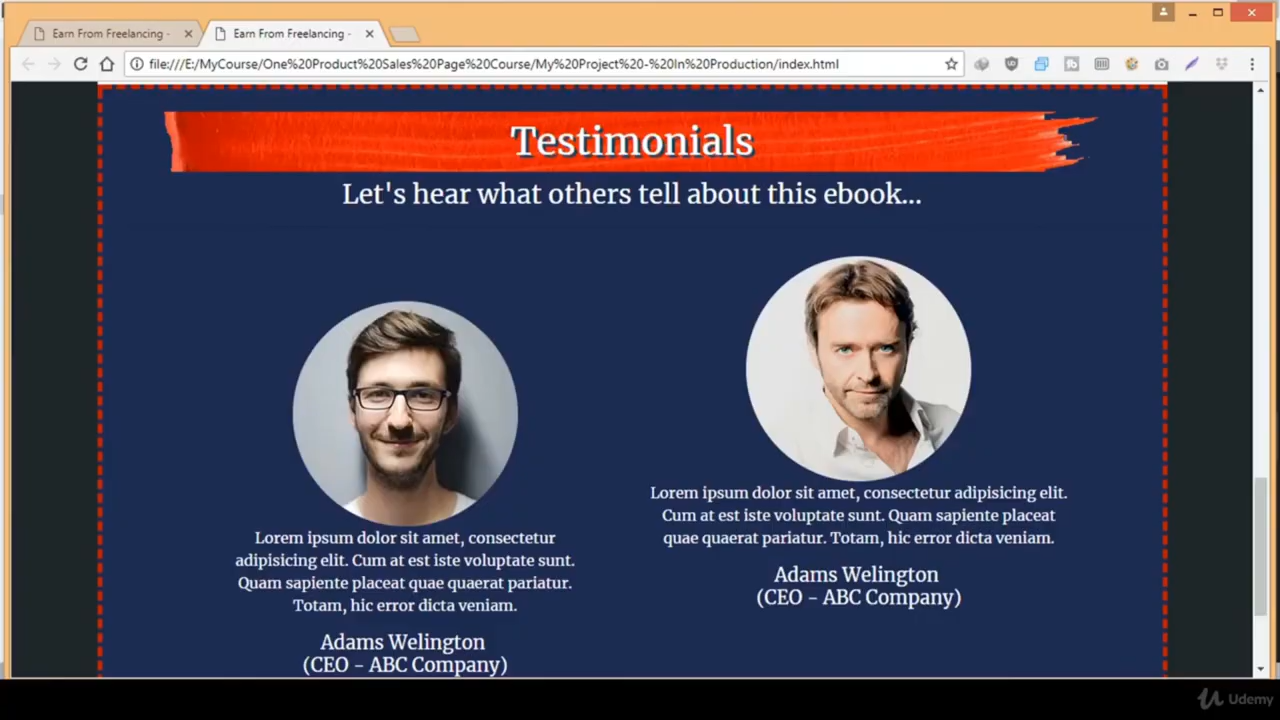 Earn From Freelancing -
Earn From Freelancing -
file:///E:/MyCourse/One%20Product%20Sales%20Page%20Course/My%20Project%20-%20In%20Production/index.html
Testimonials
Let's hear what others tell about this ebook...
Lorem ipsum dolor sit amet, consectetur
adipisicing elit. Cum at est iste voluptate sunt.
Quam sapiente placeat quae quaerat pariatur.
Totam, hic error dicta veniam.
Adams Welington
(CEO - ABC Company)
Lorem ipsum dolor sit amet, consectetur adipisicing elit.
Cum at est iste voluptate sunt. Quam sapiente placeat
quae quaerat pariatur. Totam, hic error dicta veniam.
Adams Welington
(CEO - ABC Company)
Udemy